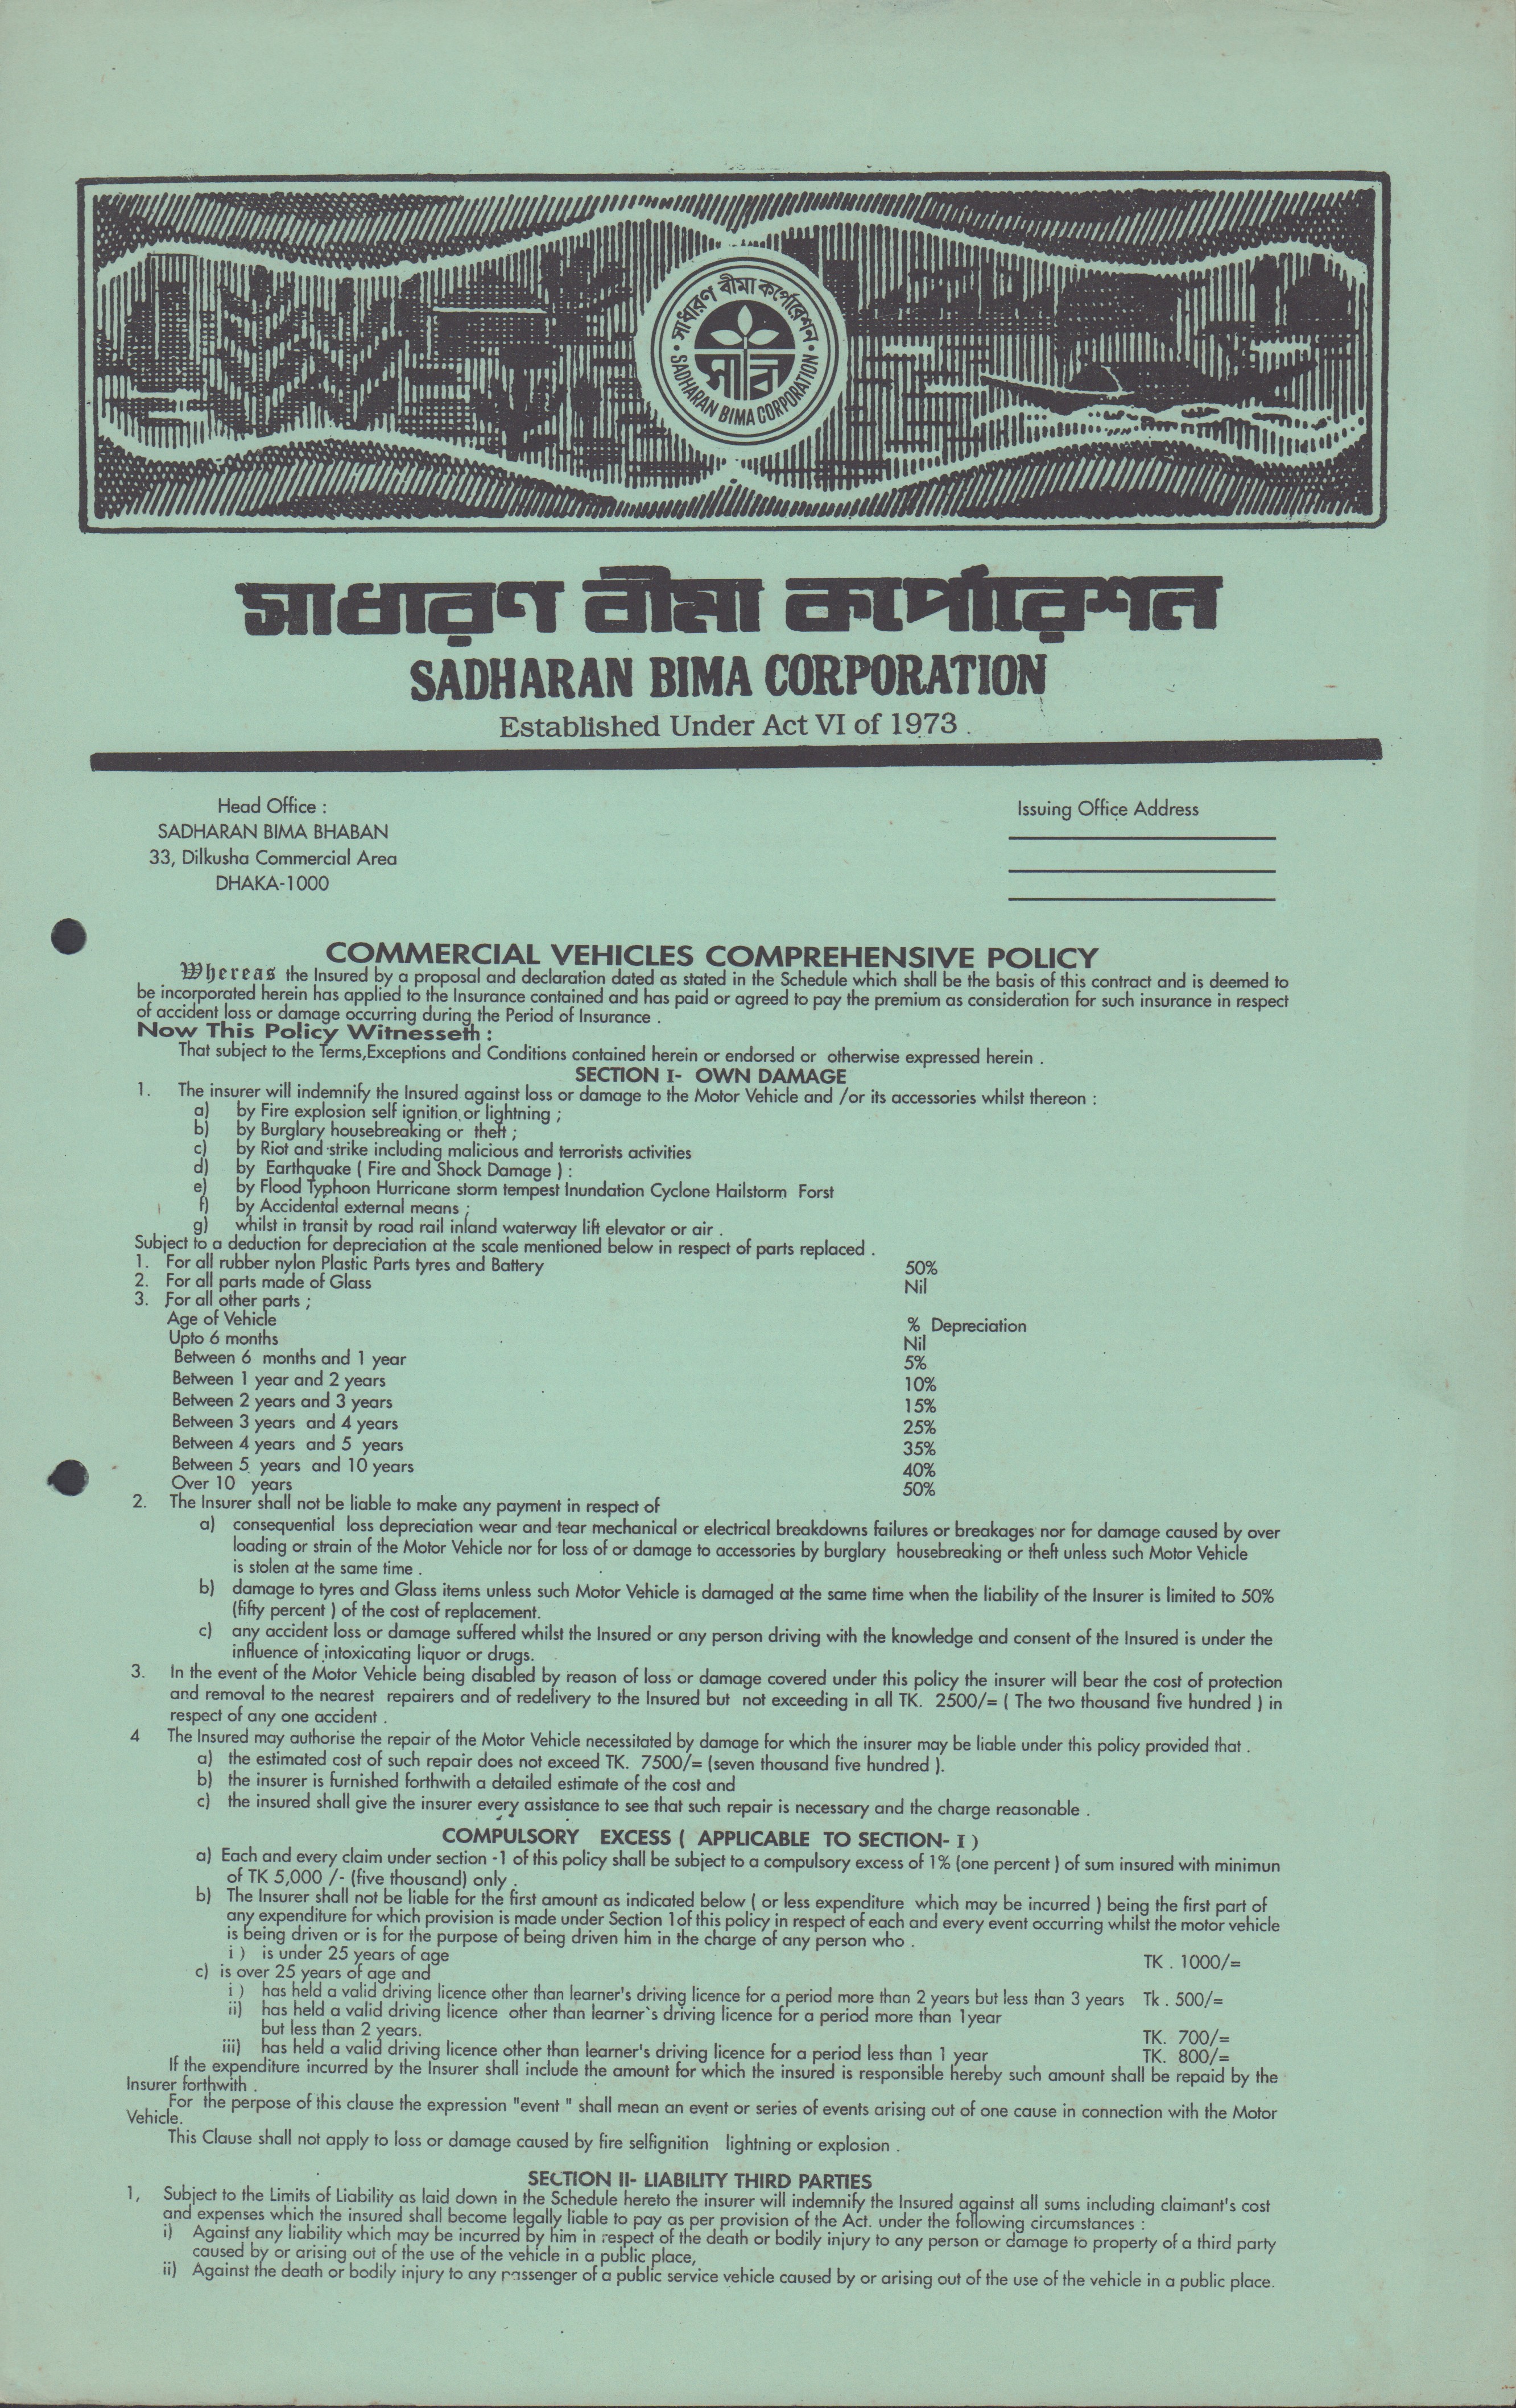 সাধারণ বীমা কর্পোরেশন
সাবীক
SADHARAN BIMA CORPORATION
সাধারণ বীমা কর্পোরেশন
SADHARAN BIMA CORPORATION
Established Under Act VI of 1973 .
Head Office :
SADHARAN BIMA BHABAN
33, Dilkusha Commercial Area
DHAKA-1000
Issuing Office Address
COMMERCIAL VEHICLES COMPREHENSIVE POLICY
Whereas the Insured by a proposal and declaration dated as stated in the Schedule which shall be the basis of this contract and is deemed to
be incorporated herein has applied to the Insurance contained and has paid or agreed to pay the premium as consideration for such insurance in respect
of accident loss or damage occurring during the Period of Insurance .
Now This Policy Witnesseth :
That subject to the Terms,Exceptions and Conditions contained herein or endorsed or otherwise expressed herein .
SECTION I- OWN DAMAGE
1. The insurer will indemnify the Insured against loss or damage to the Motor Vehicle and /or its accessories whilst thereon :
a) by Fire explosion self ignition or lightning ;
b) by Burglary housebreaking or theft ;
c) by Riot and strike including malicious and terrorists activities
d) by Earthquake ( Fire and Shock Damage ) :
e) by Flood Typhoon Hurricane storm tempest Inundation Cyclone Hailstorm Forst
f) by Accidental external means ;
g) whilst in transit by road rail inland waterway lift elevator or air .
Subject to a deduction for depreciation at the scale mentioned below in respect of parts replaced .
1. For all rubber nylon Plastic Parts tyres and Battery 50%
2. For all parts made of Glass Nil
3. For all other parts ;
Age of Vehicle % Depreciation
Upto 6 months Nil
Between 6 months and 1 year 5%
Between 1 year and 2 years 10%
Between 2 years and 3 years 15%
Between 3 years and 4 years 25%
Between 4 years and 5 years 35%
Between 5 years and 10 years 40%
Over 10 years 50%
2. The Insurer shall not be liable to make any payment in respect of
a) consequential loss depreciation wear and tear mechanical or electrical breakdowns failures or breakages nor for damage caused by over
loading or strain of the Motor Vehicle nor for loss of or damage to accessories by burglary housebreaking or theft unless such Motor Vehicle
is stolen at the same time .
b) damage to tyres and Glass items unless such Motor Vehicle is damaged at the same time when the liability of the Insurer is limited to 50%
(fifty percent ) of the cost of replacement.
c) any accident loss or damage suffered whilst the Insured or any person driving with the knowledge and consent of the Insured is under the
influence of intoxicating liquor or drugs.
3. In the event of the Motor Vehicle being disabled by reason of loss or damage covered under this policy the insurer will bear the cost of protection
and removal to the nearest repairers and of redelivery to the Insured but not exceeding in all TK. 2500/= ( The two thousand five hundred ) in
respect of any one accident .
4 The Insured may authorise the repair of the Motor Vehicle necessitated by damage for which the insurer may be liable under this policy provided that .
a) the estimated cost of such repair does not exceed TK. 7500/= (seven thousand five hundred ).
b) the insurer is furnished forthwith a detailed estimate of the cost and
c) the insured shall give the insurer every assistance to see that such repair is necessary and the charge reasonable .
COMPULSORY EXCESS ( APPLICABLE TO SECTION- I )
a) Each and every claim under section -1 of this policy shall be subject to a compulsory excess of 1% (one percent ) of sum insured with minimun
of TK 5,000 /- (five thousand) only .
b) The Insurer shall not be liable for the first amount as indicated below ( or less expenditure which may be incurred ) being the first part of
any expenditure for which provision is made under Section 1of this policy in respect of each and every event occurring whilst the motor vehicle
is being driven or is for the purpose of being driven him in the charge of any person who .
i ) is under 25 years of age TK . 1000/=
c) is over 25 years of age and
i ) has held a valid driving licence other than learner's driving licence for a period more than 2 years but less than 3 years Tk . 500/=
ii) has held a valid driving licence other than learner`s driving licence for a period more than 1year
but less than 2 years. TK. 700/=
iii) has held a valid driving licence other than learner's driving licence for a period less than 1 year TK. 800/=
If the expenditure incurred by the Insurer shall include the amount for which the insured is responsible hereby such amount shall be repaid by the
Insurer forthwith .
For the perpose of this clause the expression "event " shall mean an event or series of events arising out of one cause in connection with the Motor
Vehicle.
This Clause shall not apply to loss or damage caused by fire selfignition lightning or explosion .
SECTION II- LIABILITY THIRD PARTIES
1, Subject to the Limits of Liability as laid down in the Schedule hereto the insurer will indemnify the Insured against all sums including claimant's cost
and expenses which the insured shall become legally liable to pay as per provision of the Act. under the following circumstances :
i) Against any liability which may be incurred by him in respect of the death or bodily injury to any person or damage to property of a third party
caused by or arising out of the use of the vehicle in a public place,
ii) Against the death or bodily injury to any passenger of a public service vehicle caused by or arising out of the use of the vehicle in a public place.